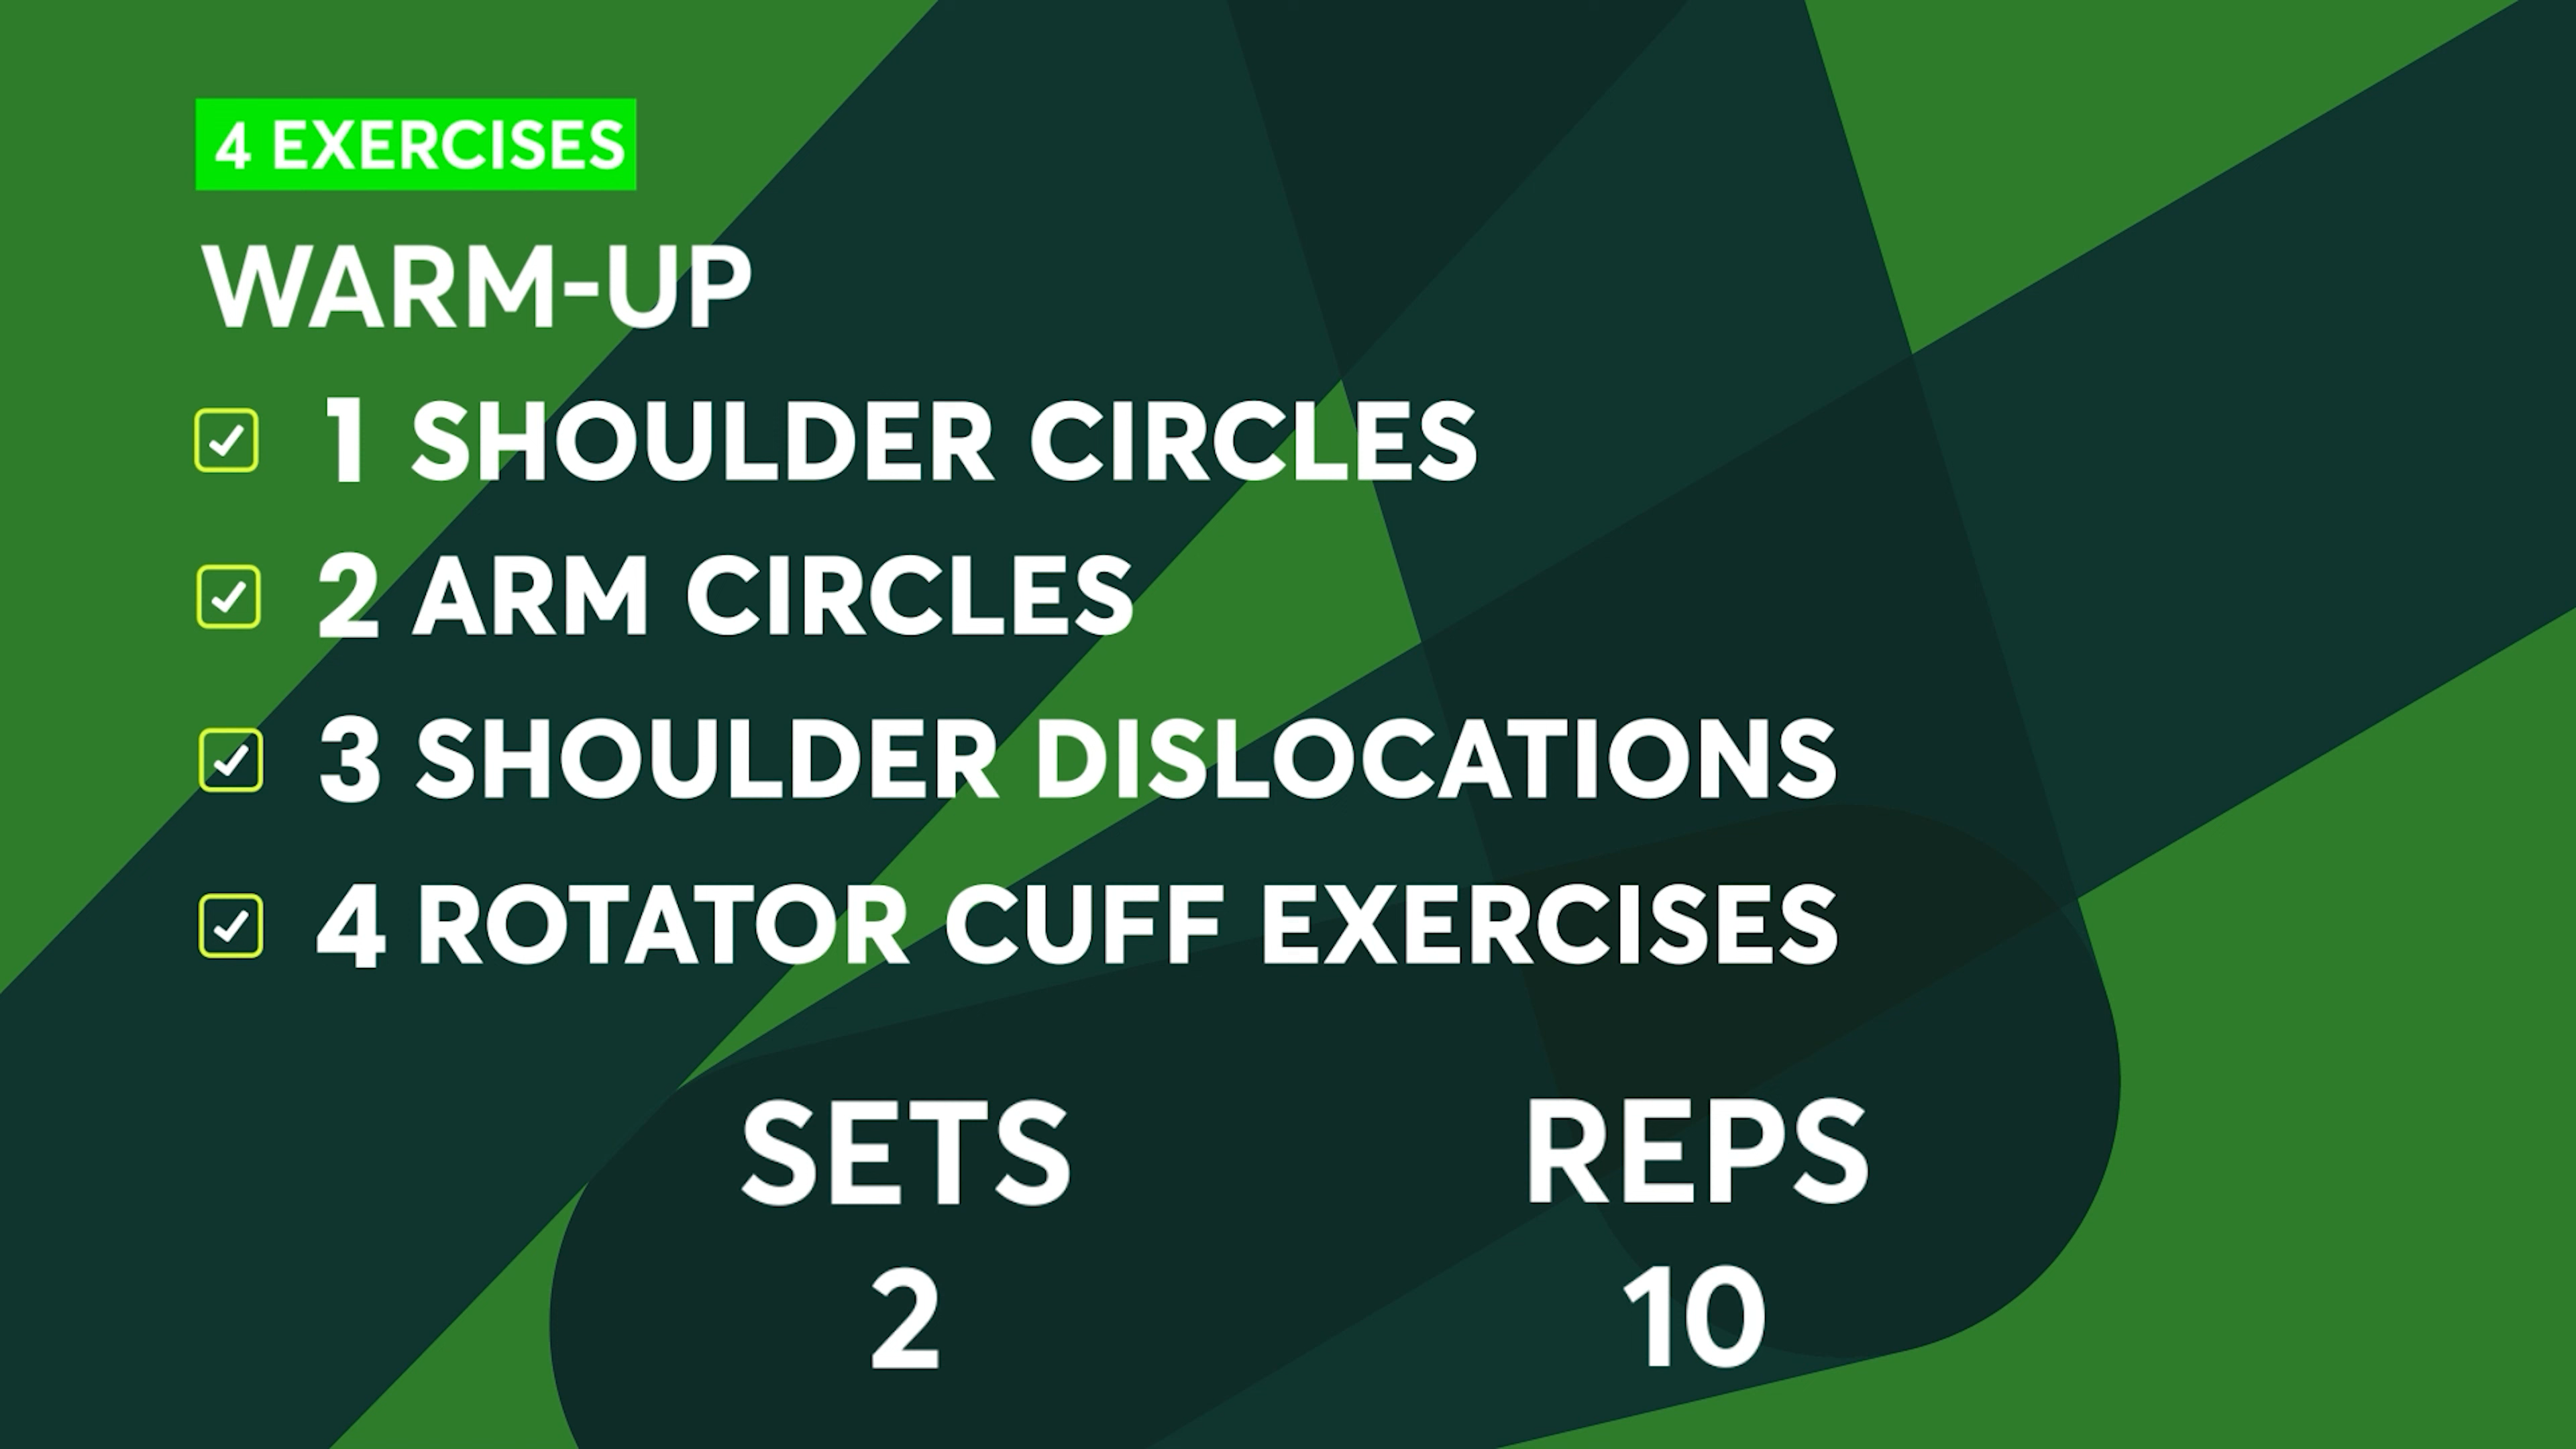 4 EXERCISES
WARM-UP
1 SHOULDER CIRCLES
2 ARM CIRCLES
3 SHOULDER DISLOCATIONS
4 ROTATOR CUFF EXERCISES
SETS REPS
2 10